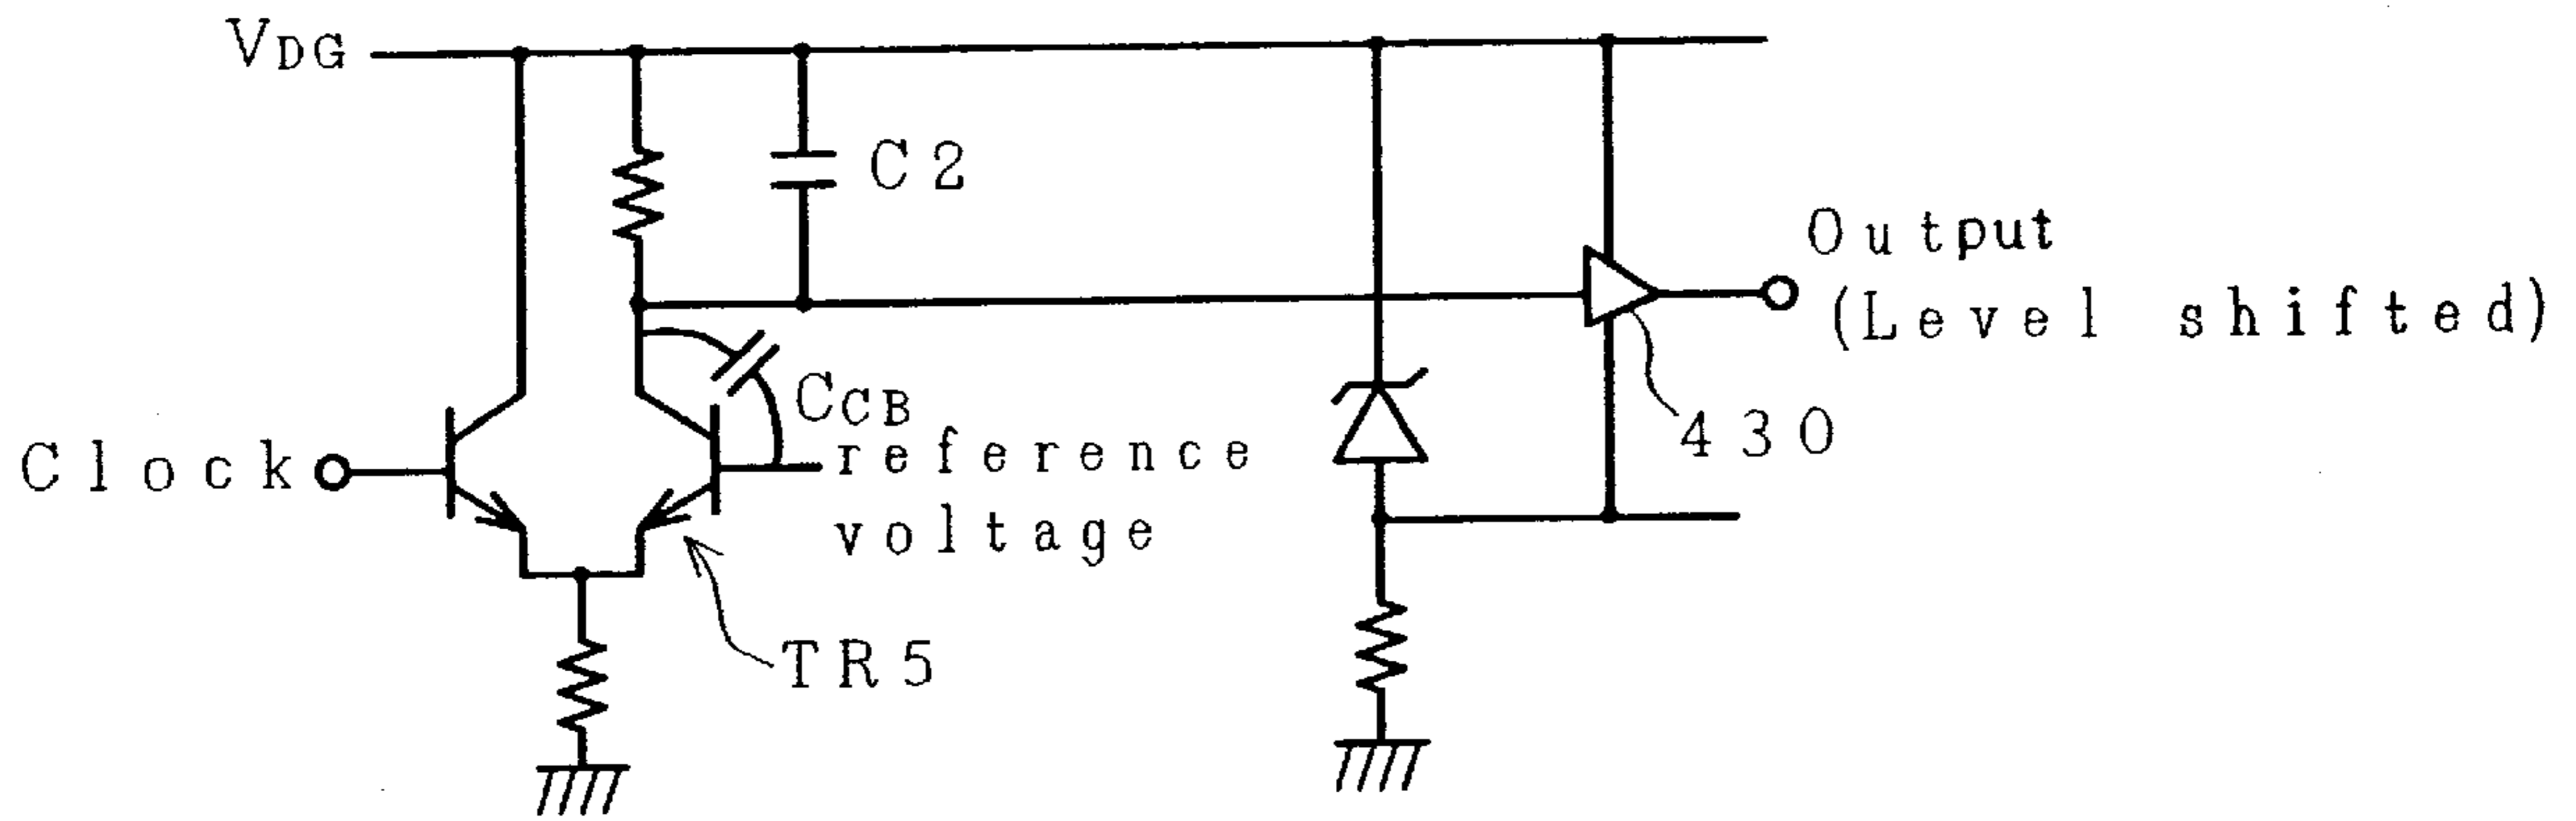 VDG
C2
Output
(Level shifted)
CCB
430
Clock
reference
voltage
TR5